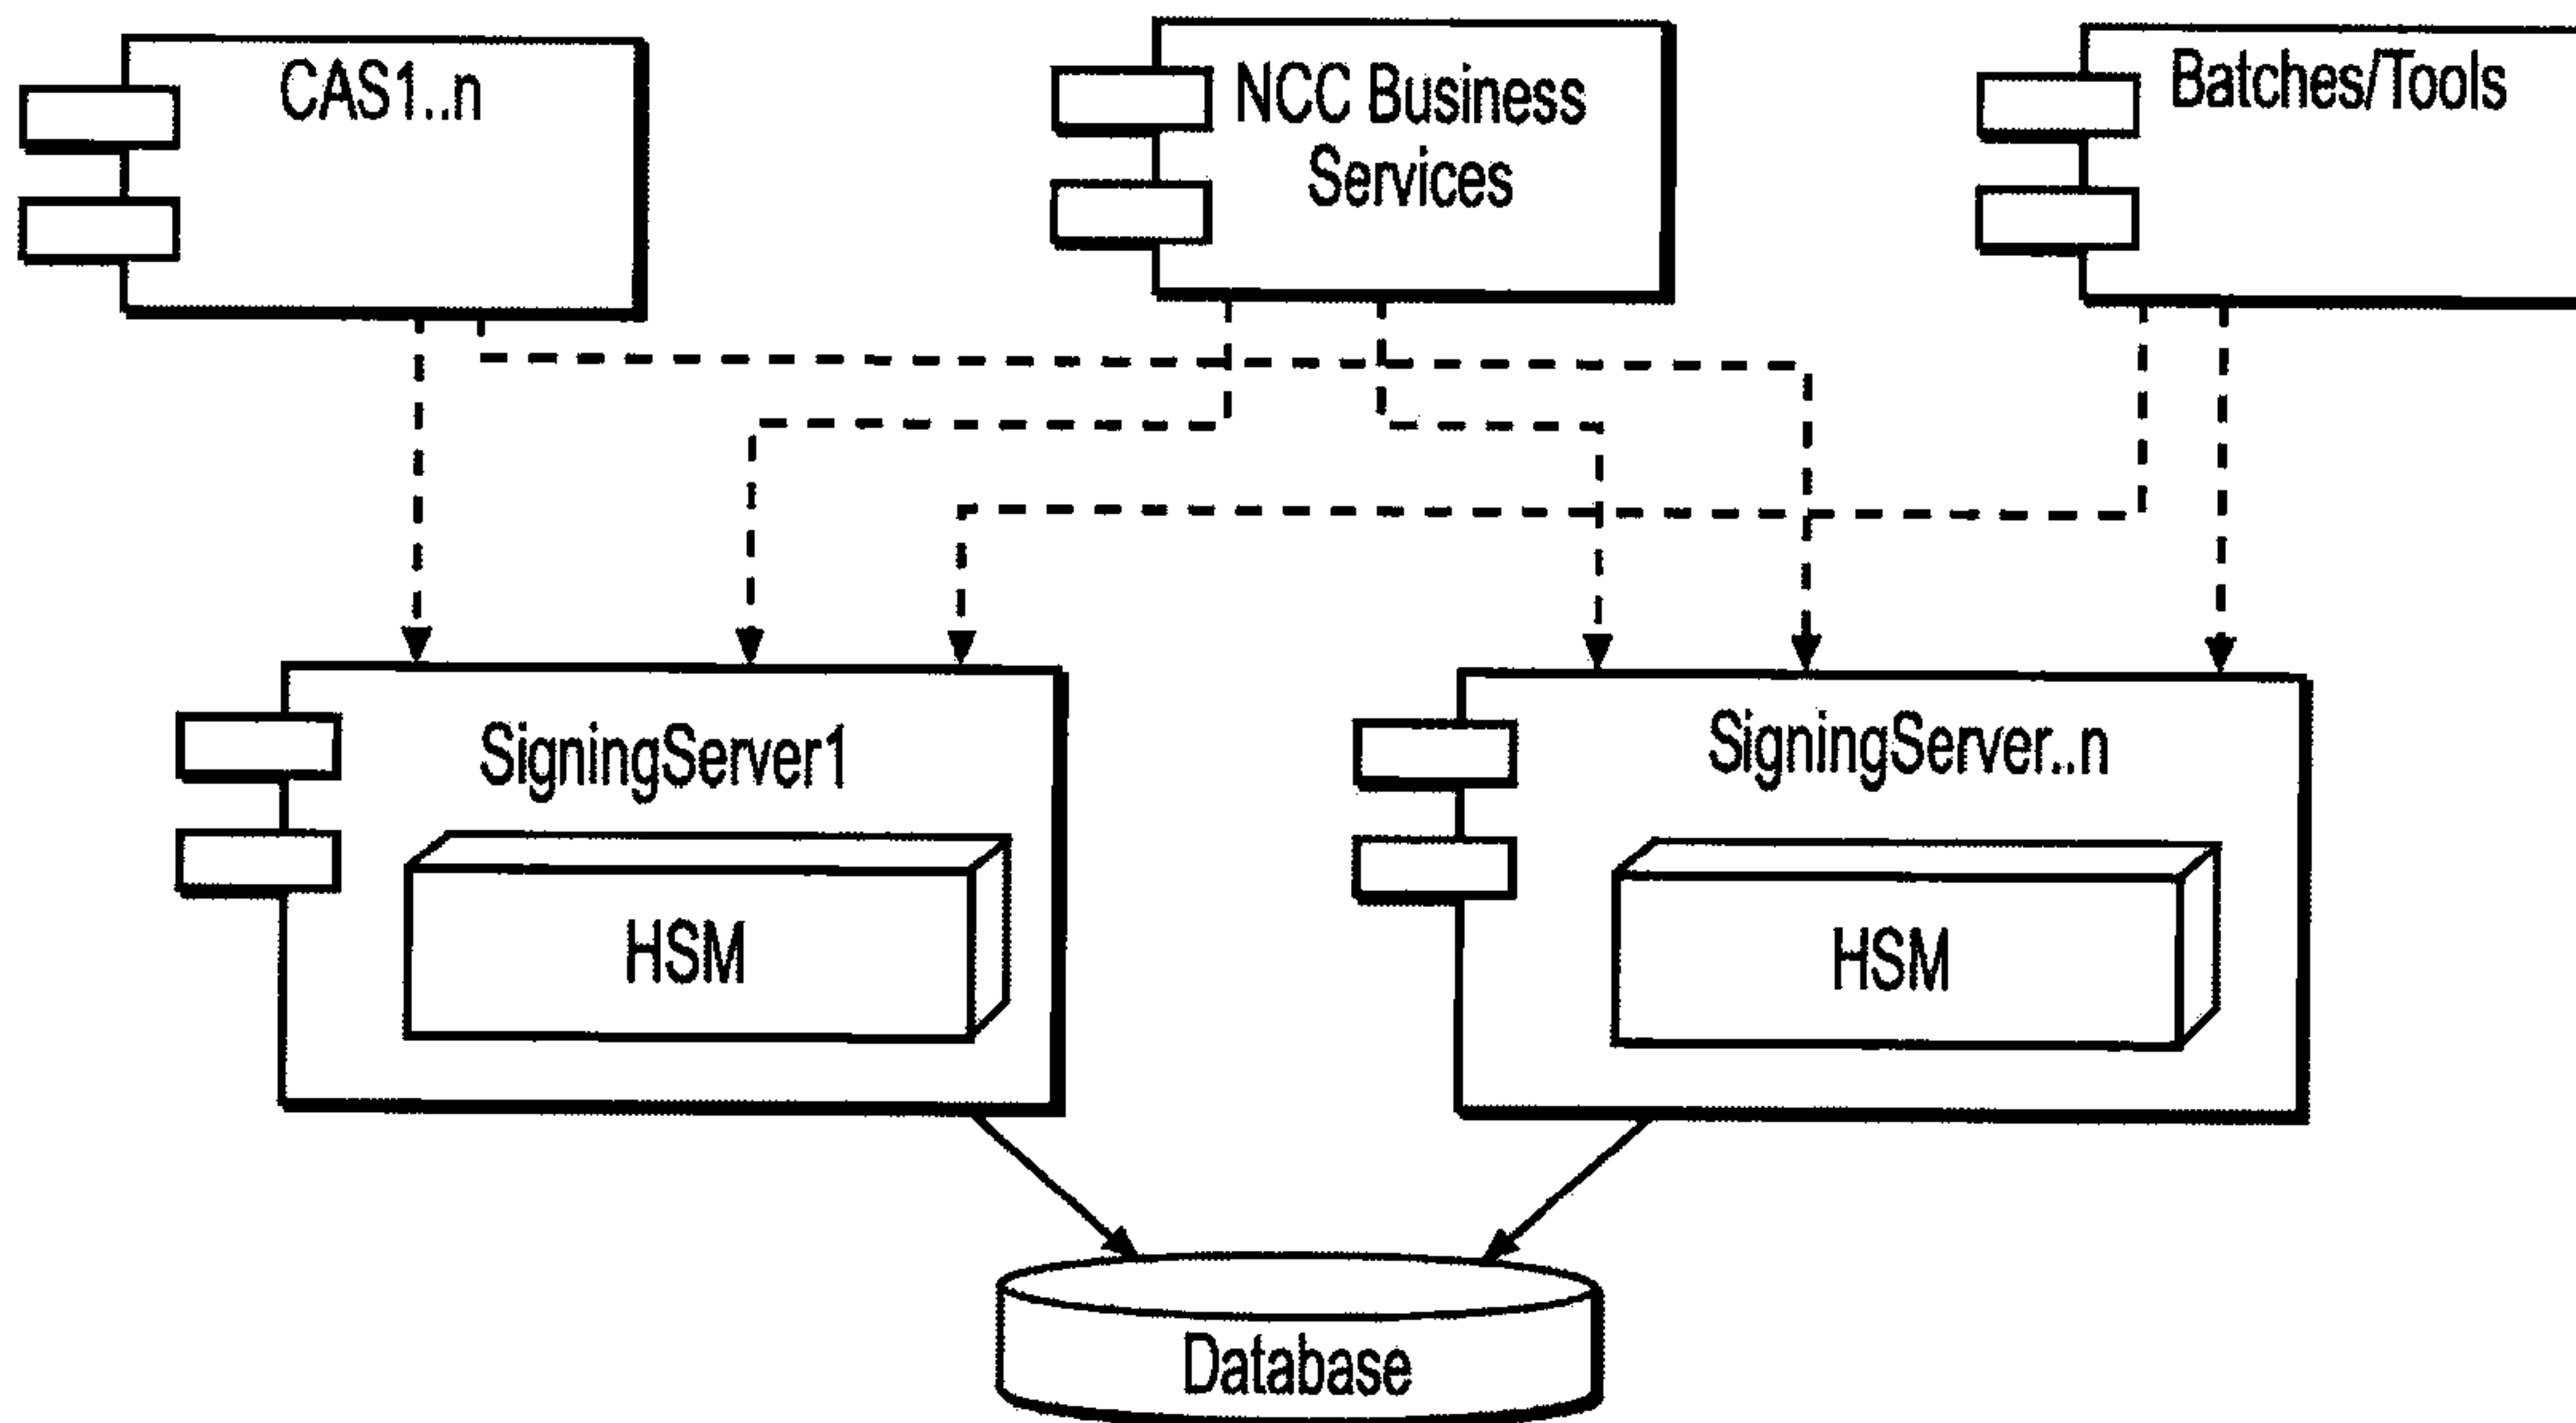 CAS1..n
NCC Business
Services
Batches/Tools
SigningServer1
SigningServer..n
HSM
HSM
Database